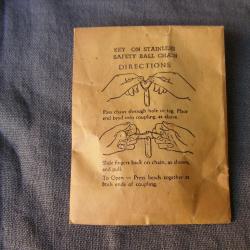 KEY ON STAINLESS
SAFETY BALL CHAIN
DIRECTIONS
Pass chain through hole in tag. Place
end bead into coupling, as above.
Slide fingers back on chain, as shown,
and pull.
To Open — Press beads together at
both ends of coupling.